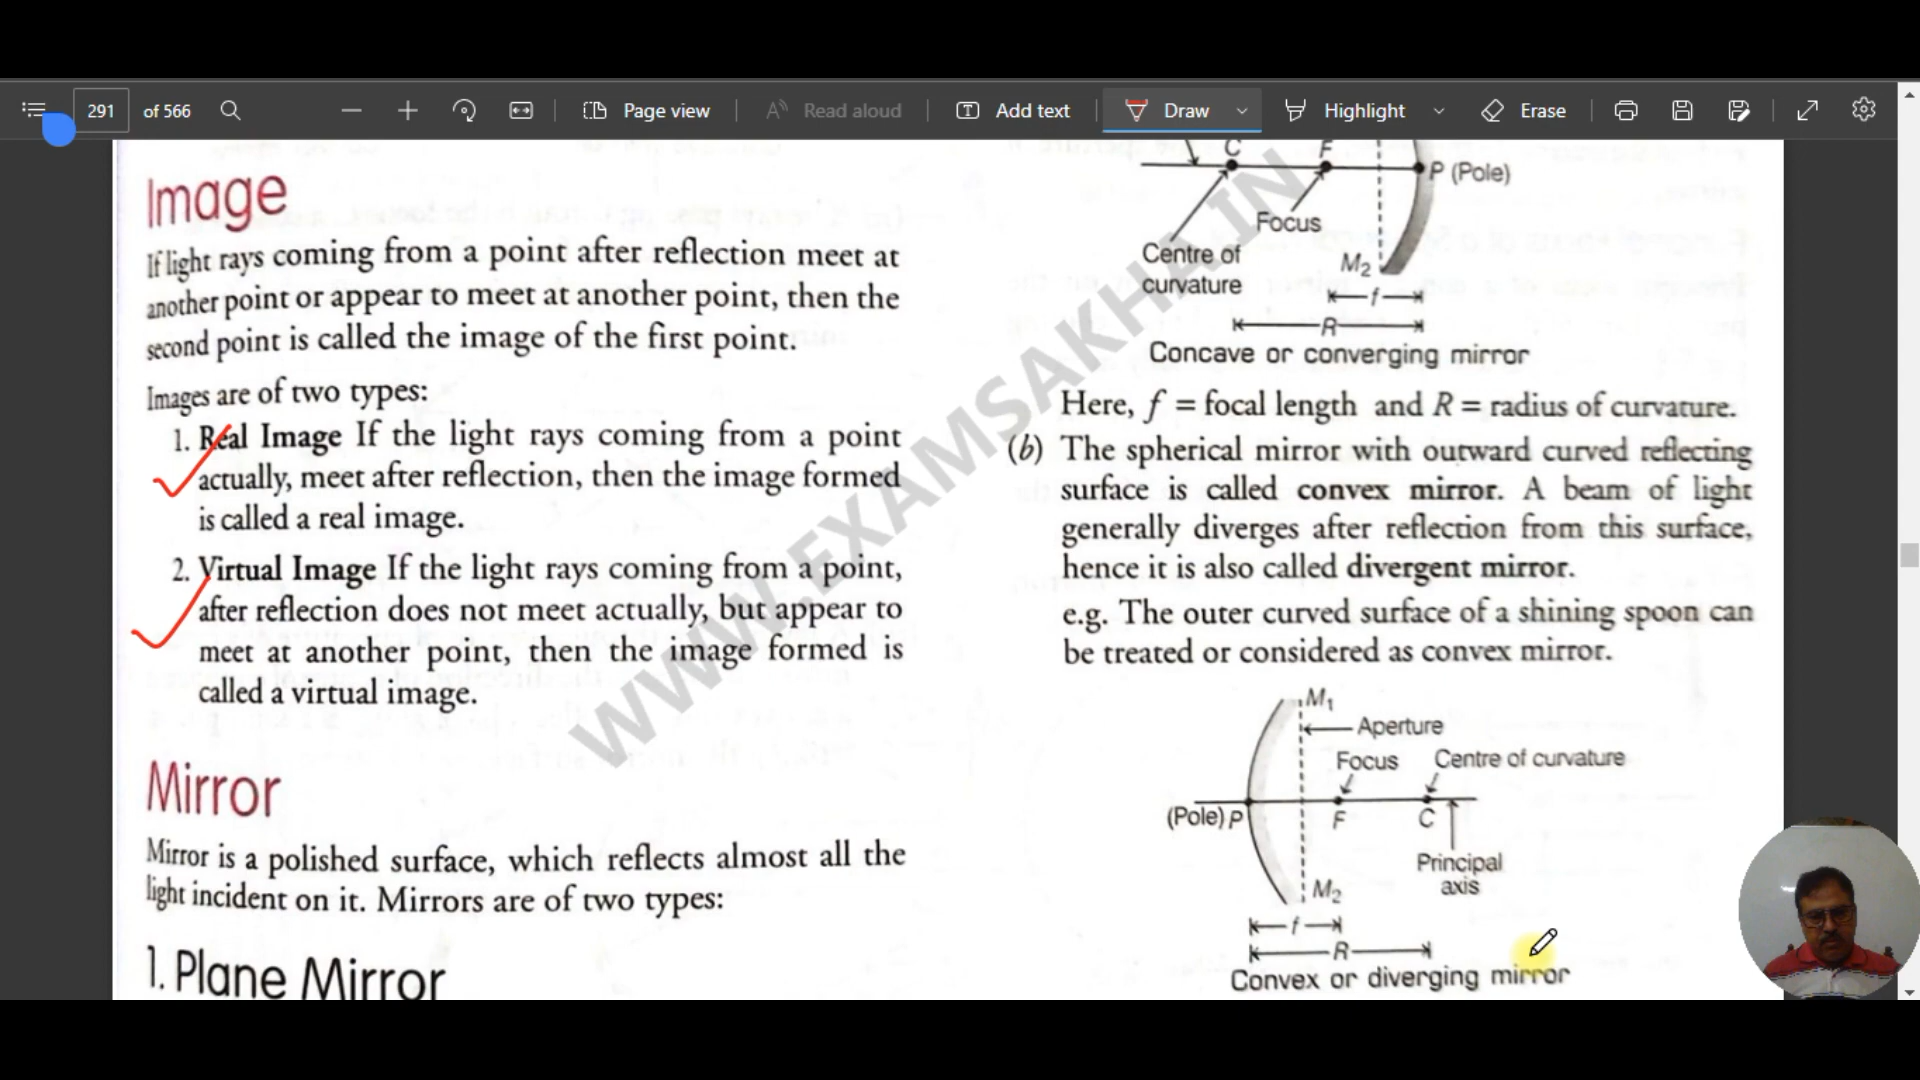 291 of 566
Page view
Read aloud
Add text
Draw
Highlight
Erase
Image
If light rays coming from a point after reflection meet at
another point or appear to meet at another point, then the
second point is called the image of the first point.
Images are of two types:
1. Real Image If the light rays coming from a point
actually, meet after reflection, then the image formed
is called a real image.
2. Virtual Image If the light rays coming from a point,
after reflection does not meet actually, but appear to
meet at another point, then the image formed is
called a virtual image.
Mirror
Mirror is a polished surface, which reflects almost all the
light incident on it. Mirrors are of two types:
1. Plane Mirror
C F
P (Pole)
Focus
Centre of
curvature
M2
f
R
Concave or converging mirror
Here, f = focal length and R = radius of curvature.
(b) The spherical mirror with outward curved reflecting
surface is called convex mirror. A beam of light
generally diverges after reflection from this surface,
hence it is also called divergent mirror.
e.g. The outer curved surface of a shining spoon can
be treated or considered as convex mirror.
M1
Aperture
Focus Centre of curvature
(Pole) P F C
Principal
axis
M2
f
R
Convex or diverging mirror
WWW.EXAMSAKHA.IN